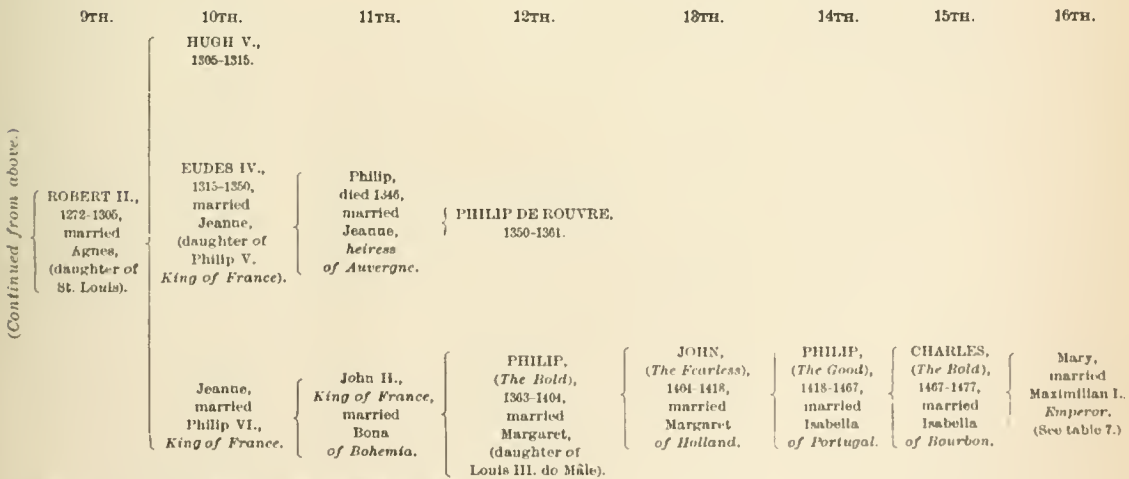 9TH. 10TH. 11TH. 12TH. 13TH. 14TH. 15TH. 16TH.
(Continued from above.)
ROBERT II.,
1272-1305,
married
Agnes,
(daughter of
St. Louis).
HUGH V.,
1305-1315.
EUDES IV.,
1315-1350,
married
Jeanne,
(daughter of
Philip V.
King of France).
Philip,
died 1346,
married
Jeanne,
heiress
of Auvergne.
PHILIP DE ROUVRE,
1350-1361.
Jeanne,
married
Philip VI.,
King of France.
John II.,
King of France,
married
Bona
of Bohemia.
PHILIP,
(The Bold),
1363-1404,
married
Margaret,
(daughter of
Louis III. de Mâle).
JOHN,
(The Fearless),
1404-1418,
married
Margaret
of Holland.
PHILIP,
(The Good),
1418-1467,
married
Isabella
of Portugal.
CHARLES,
(The Bold),
1467-1477,
married
Isabella
of Bourbon.
Mary,
married
Maximilian I.,
Emperor.
(See table 7.)